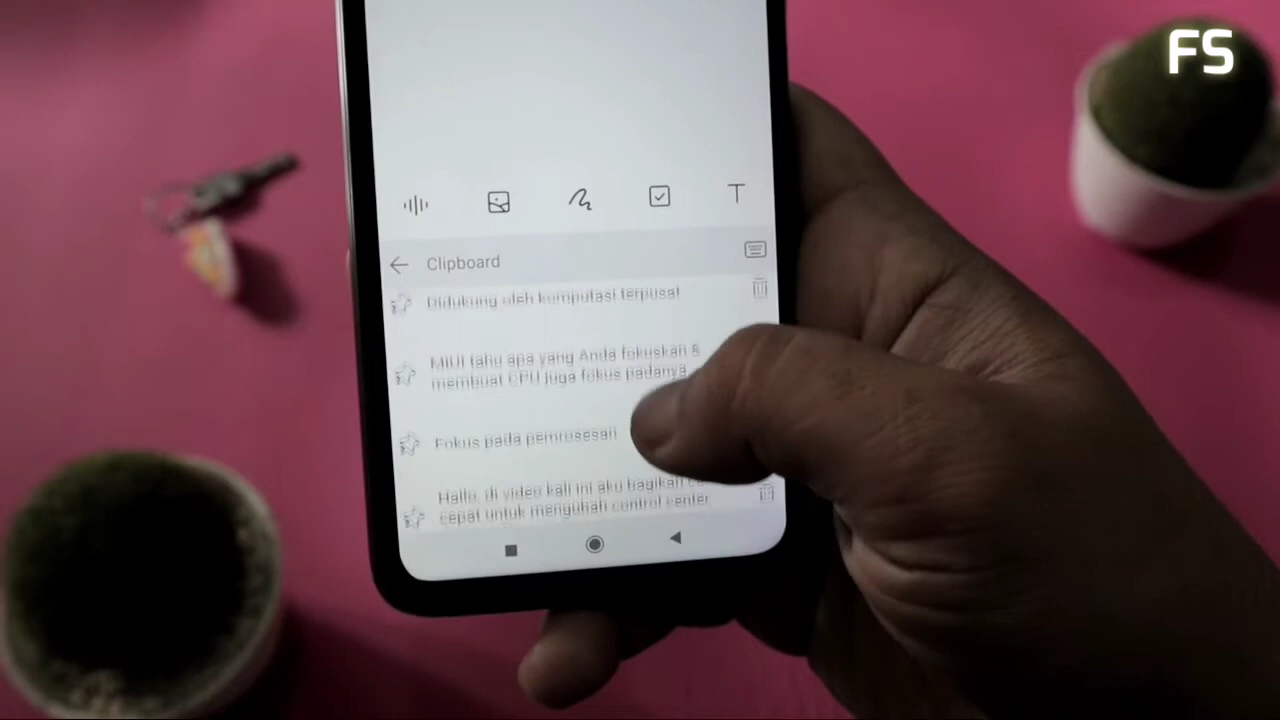 FS
T
Clipboard
Didukung oleh komputasi terpusat
MIUI tahu apa yang Anda fokuskan &
membuat CPU juga fokus padanya
Fokus pada pemrosesan
Hallo, di video kali ini aku bagikan
cepat untuk mengubah control center